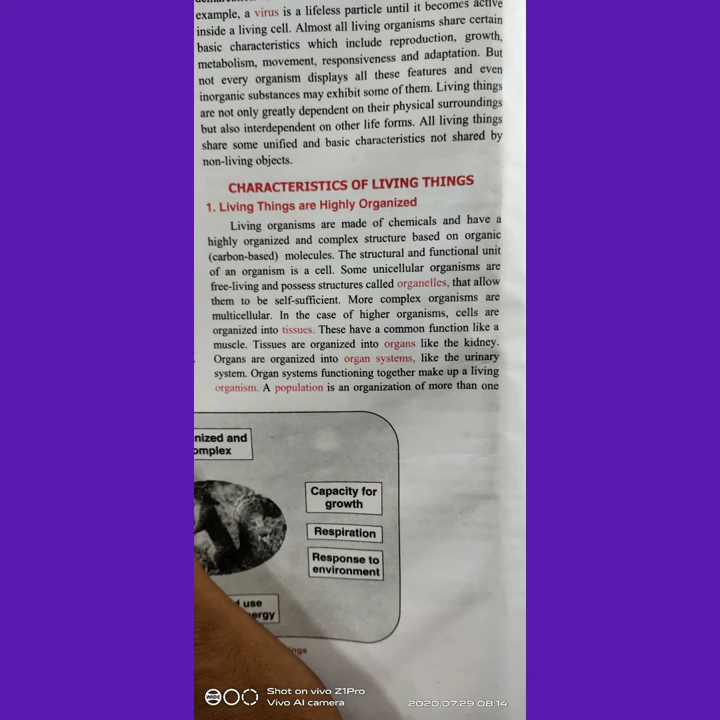 example, a virus is a lifeless particle until it becomes active
inside a living cell. Almost all living organisms share certain
basic characteristics which include reproduction, growth,
metabolism, movement, responsiveness and adaptation. But
not every organism displays all these features and even
inorganic substances may exhibit some of them. Living things
are not only greatly dependent on their physical surroundings
but also interdependent on other life forms. All living things
share some unified and basic characteristics not shared by
non-living objects.
CHARACTERISTICS OF LIVING THINGS
1. Living Things are Highly Organized
Living organisms are made of chemicals and have a
highly organized and complex structure based on organic
(carbon-based) molecules. The structural and functional unit
of an organism is a cell. Some unicellular organisms are
free-living and possess structures called organelles, that allow
them to be self-sufficient. More complex organisms are
multicellular. In the case of higher organisms, cells are
organized into tissues. These have a common function like a
muscle. Tissues are organized into organs like the kidney.
Organs are organized into organ systems, like the urinary
system. Organ systems functioning together make up a living
organism. A population is an organization of more than one
nized and
omplex
Capacity for
growth
Respiration
Response to
environment
use
ergy
ings
Shot on vivo Z1Pro
Vivo AI camera
2020.07.29 08:14